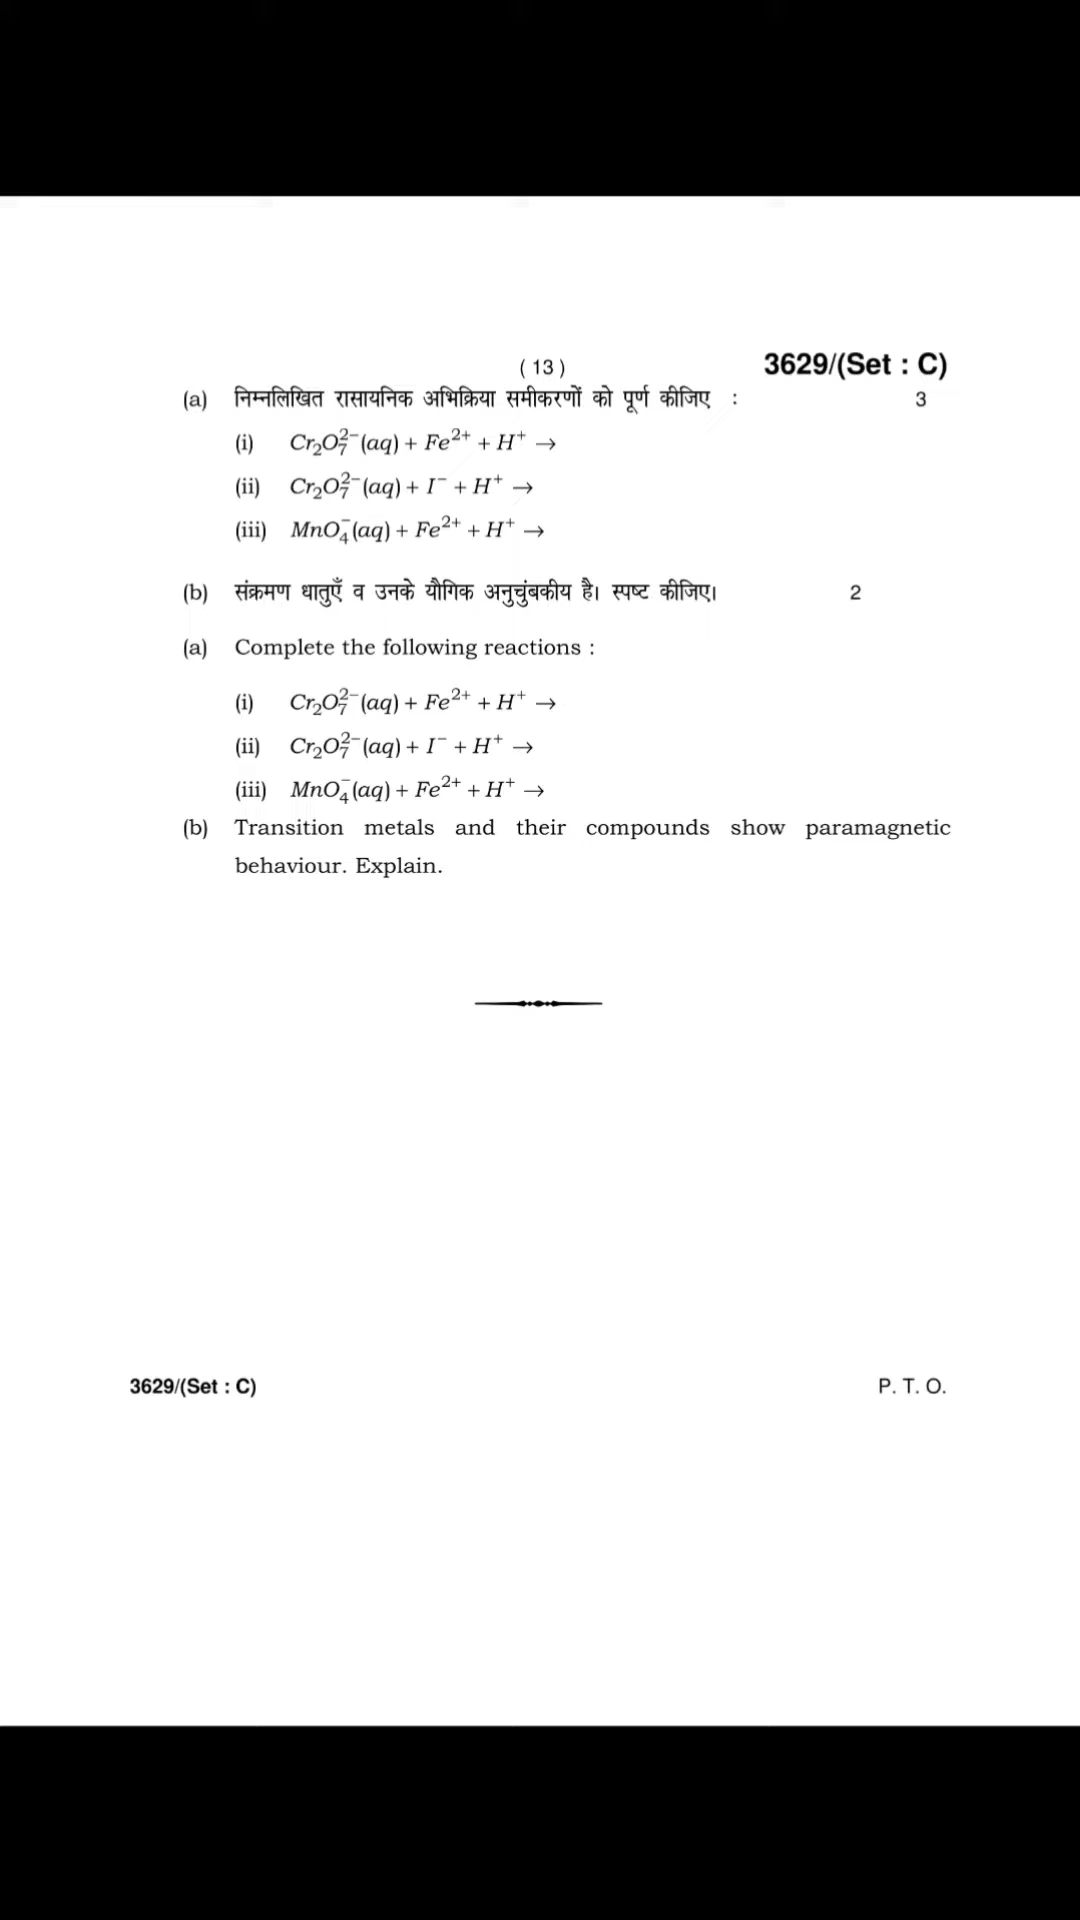 ( 13 ) 3629/(Set : C)
(a) निम्नलिखित रासायनिक अभिक्रिया समीकरणों को पूर्ण कीजिए : 3
(i) Cr₂O₇²⁻(aq) + Fe²⁺ + H⁺ →
(ii) Cr₂O₇²⁻(aq) + I⁻ + H⁺ →
(iii) MnO₄⁻(aq) + Fe²⁺ + H⁺ →
(b) संक्रमण धातुएँ व उनके यौगिक अनुचुंबकीय है। स्पष्ट कीजिए। 2
(a) Complete the following reactions :
(i) Cr₂O₇²⁻(aq) + Fe²⁺ + H⁺ →
(ii) Cr₂O₇²⁻(aq) + I⁻ + H⁺ →
(iii) MnO₄⁻(aq) + Fe²⁺ + H⁺ →
(b) Transition metals and their compounds show paramagnetic
behaviour. Explain.
3629/(Set : C) P. T. O.